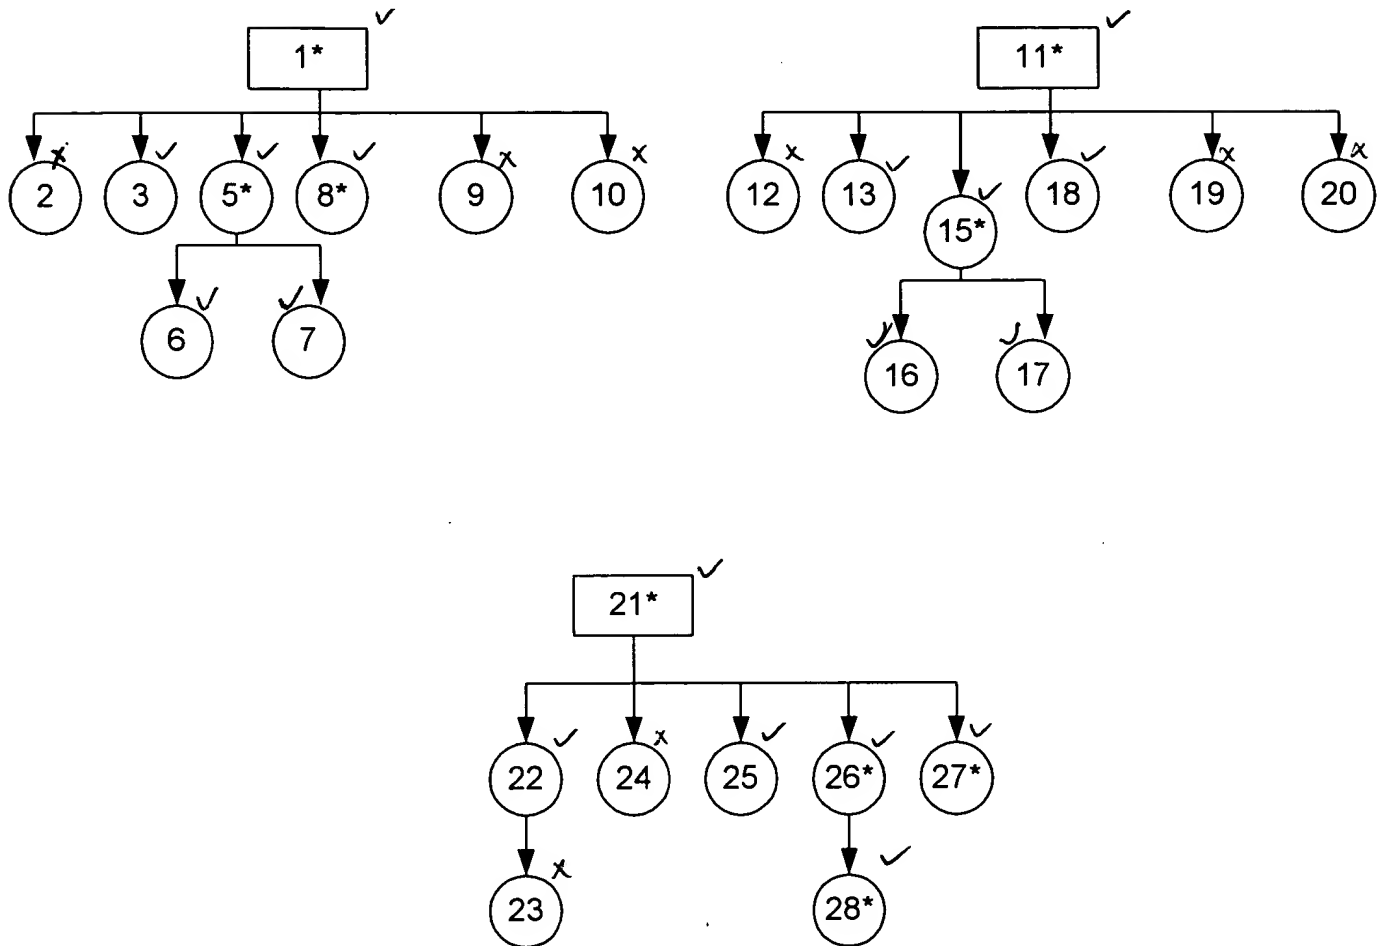 1* ✓
11* ✓
2 x 3 ✓ 5* ✓ 8* ✓ 9 x 10 x
12 x 13 ✓ 15* ✓ 18 ✓ 19 x 20 x
6 ✓ 7 ✓
16 ✓ 17 ✓
21* ✓
22 ✓ 24 x 25 ✓ 26* ✓ 27* ✓
23 x 28* ✓